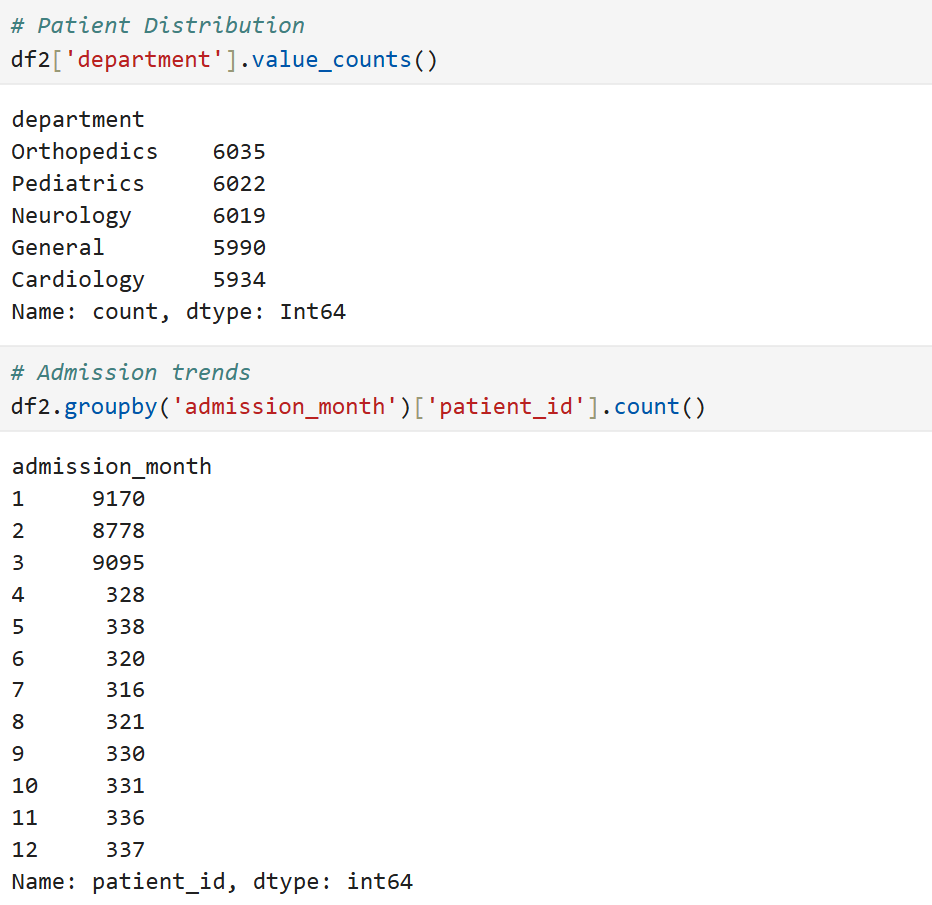 # Patient Distribution
df2['department'].value_counts()
department
Orthopedics    6035
Pediatrics     6022
Neurology      6019
General        5990
Cardiology     5934
Name: count, dtype: Int64
# Admission trends
df2.groupby('admission_month')['patient_id'].count()
admission_month
1     9170
2     8778
3     9095
4      328
5      338
6      320
7      316
8      321
9      330
10     331
11     336
12     337
Name: patient_id, dtype: int64